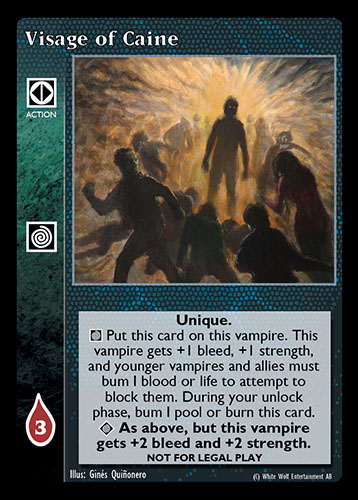 Visage of Caine
ACTION
Unique.
Put this card on this vampire. This
vampire gets +1 bleed, +1 strength,
and younger vampires and allies must
burn 1 blood or life to attempt to
block them. During your unlock
phase, burn 1 pool or burn this card.
As above, but this vampire
gets +2 bleed and +2 strength.
NOT FOR LEGAL PLAY
3
Illus: Ginés Quiñonero
(C) White Wolf Entertainment AB